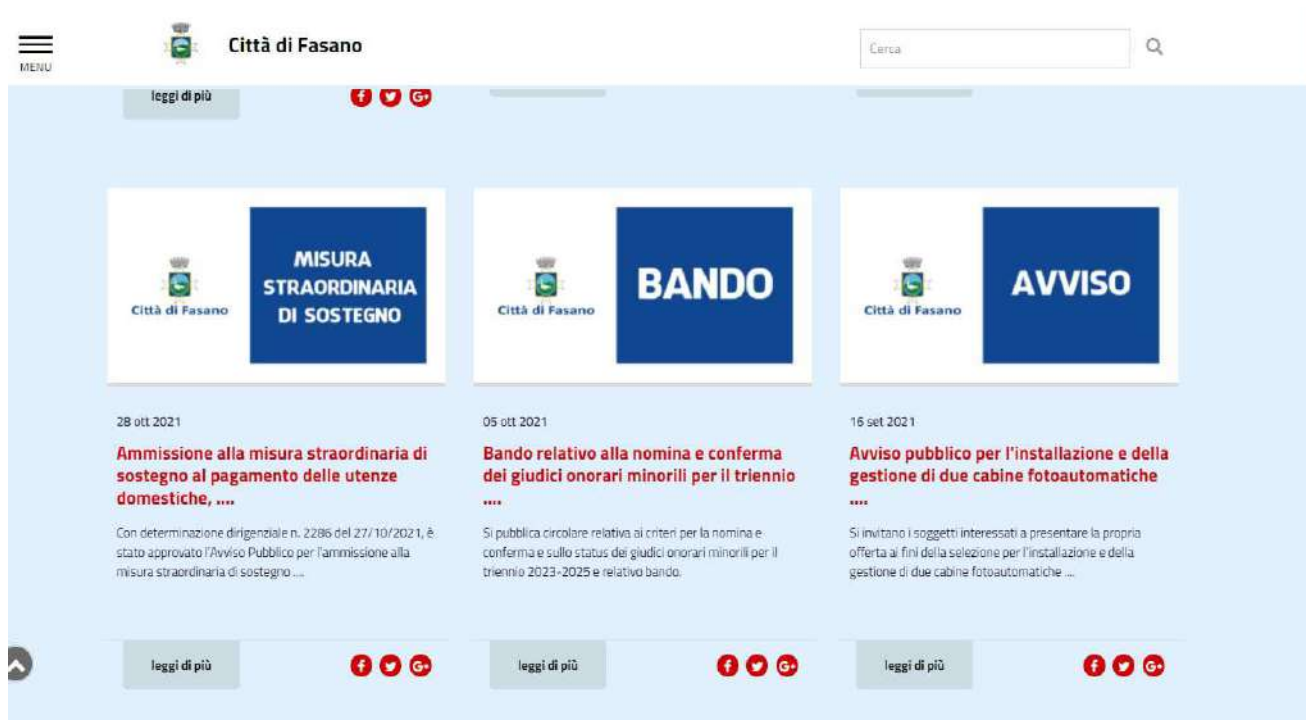 MENU
Città di Fasano
Cerca
leggi di più
Città di Fasano
MISURA
STRAORDINARIA
DI SOSTEGNO
Città di Fasano
BANDO
Città di Fasano
AVVISO
28 ott 2021
Ammissione alla misura straordinaria di
sostegno al pagamento delle utenze
domestiche, ....
Con determinazione dirigenziale n. 2286 del 27/10/2021, è
stato approvato l'Avviso Pubblico per l'ammissione alla
misura straordinaria di sostegno ....
05 ott 2021
Bando relativo alla nomina e conferma
dei giudici onorari minorili per il triennio
....
Si pubblica circolare relativa ai criteri per la nomina e
conferma e sullo status dei giudici onorari minorili per il
triennio 2023-2025 e relativo bando.
16 set 2021
Avviso pubblico per l'installazione e della
gestione di due cabine fotoautomatiche
....
Si invitano i soggetti interessati a presentare la propria
offerta ai fini della selezione per l'installazione e della
gestione di due cabine fotoautomatiche ....
leggi di più
leggi di più
leggi di più